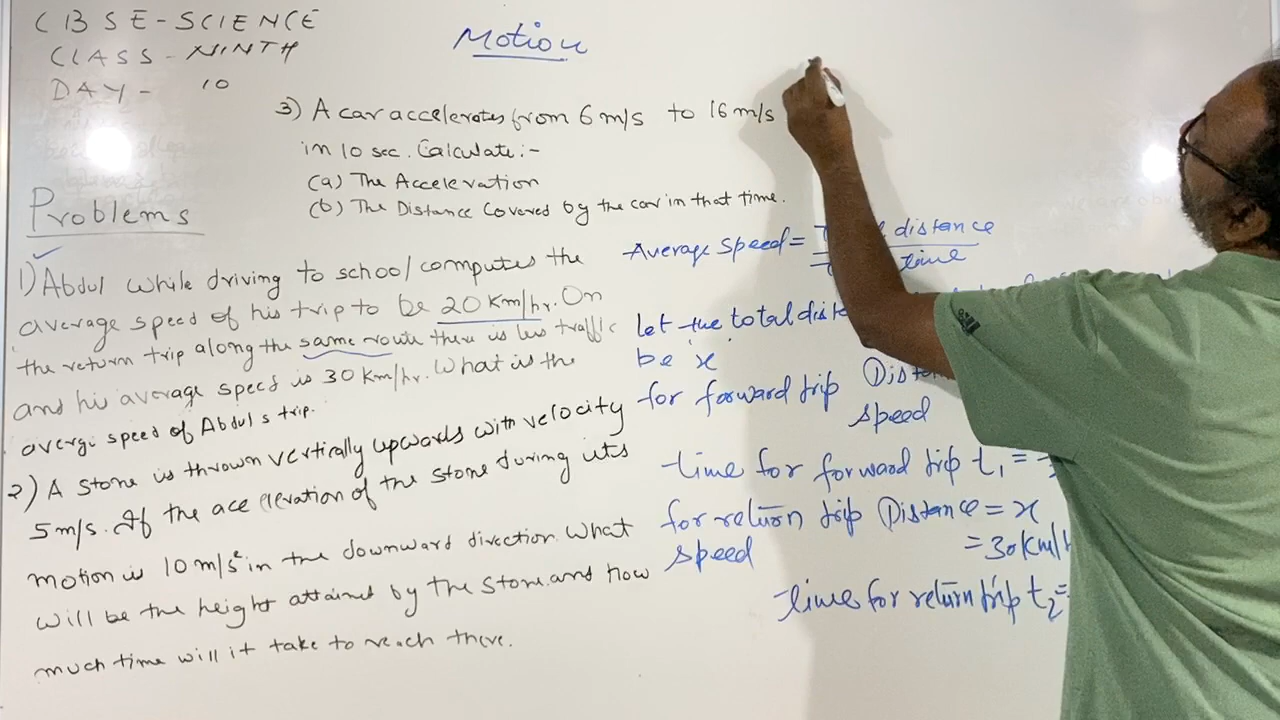 CBSE-SCIENCE
CLASS - NINTH
DAY - 10
Motion
3) A car accelerates from 6 m/s to 16 m/s
in 10 sec. Calculate :-
(a) The Acceleration
(b) The Distance Covered by the car in that time.
Problems
1) Abdul while driving to school computes the
average speed of his trip to be 20 Km/hr. On
the return trip along the same route there is less traffic
and his average speed is 30 Km/hr. What is the
averge speed of Abdul s trip.
2) A stone is thrown vertically upwards with velocity
5 m/s. If the acceleration of the stone during its
motion is 10 m/s² in the downward direction. What
will be the height attained by the stone. and how
much time will it take to reach there.
Average speed = distance
time
let the total
be x
for forward trip
speed
time for forward trip t₁ =
for return trip Distance = x
speed = 30 Km/
time for return trip t₂ =